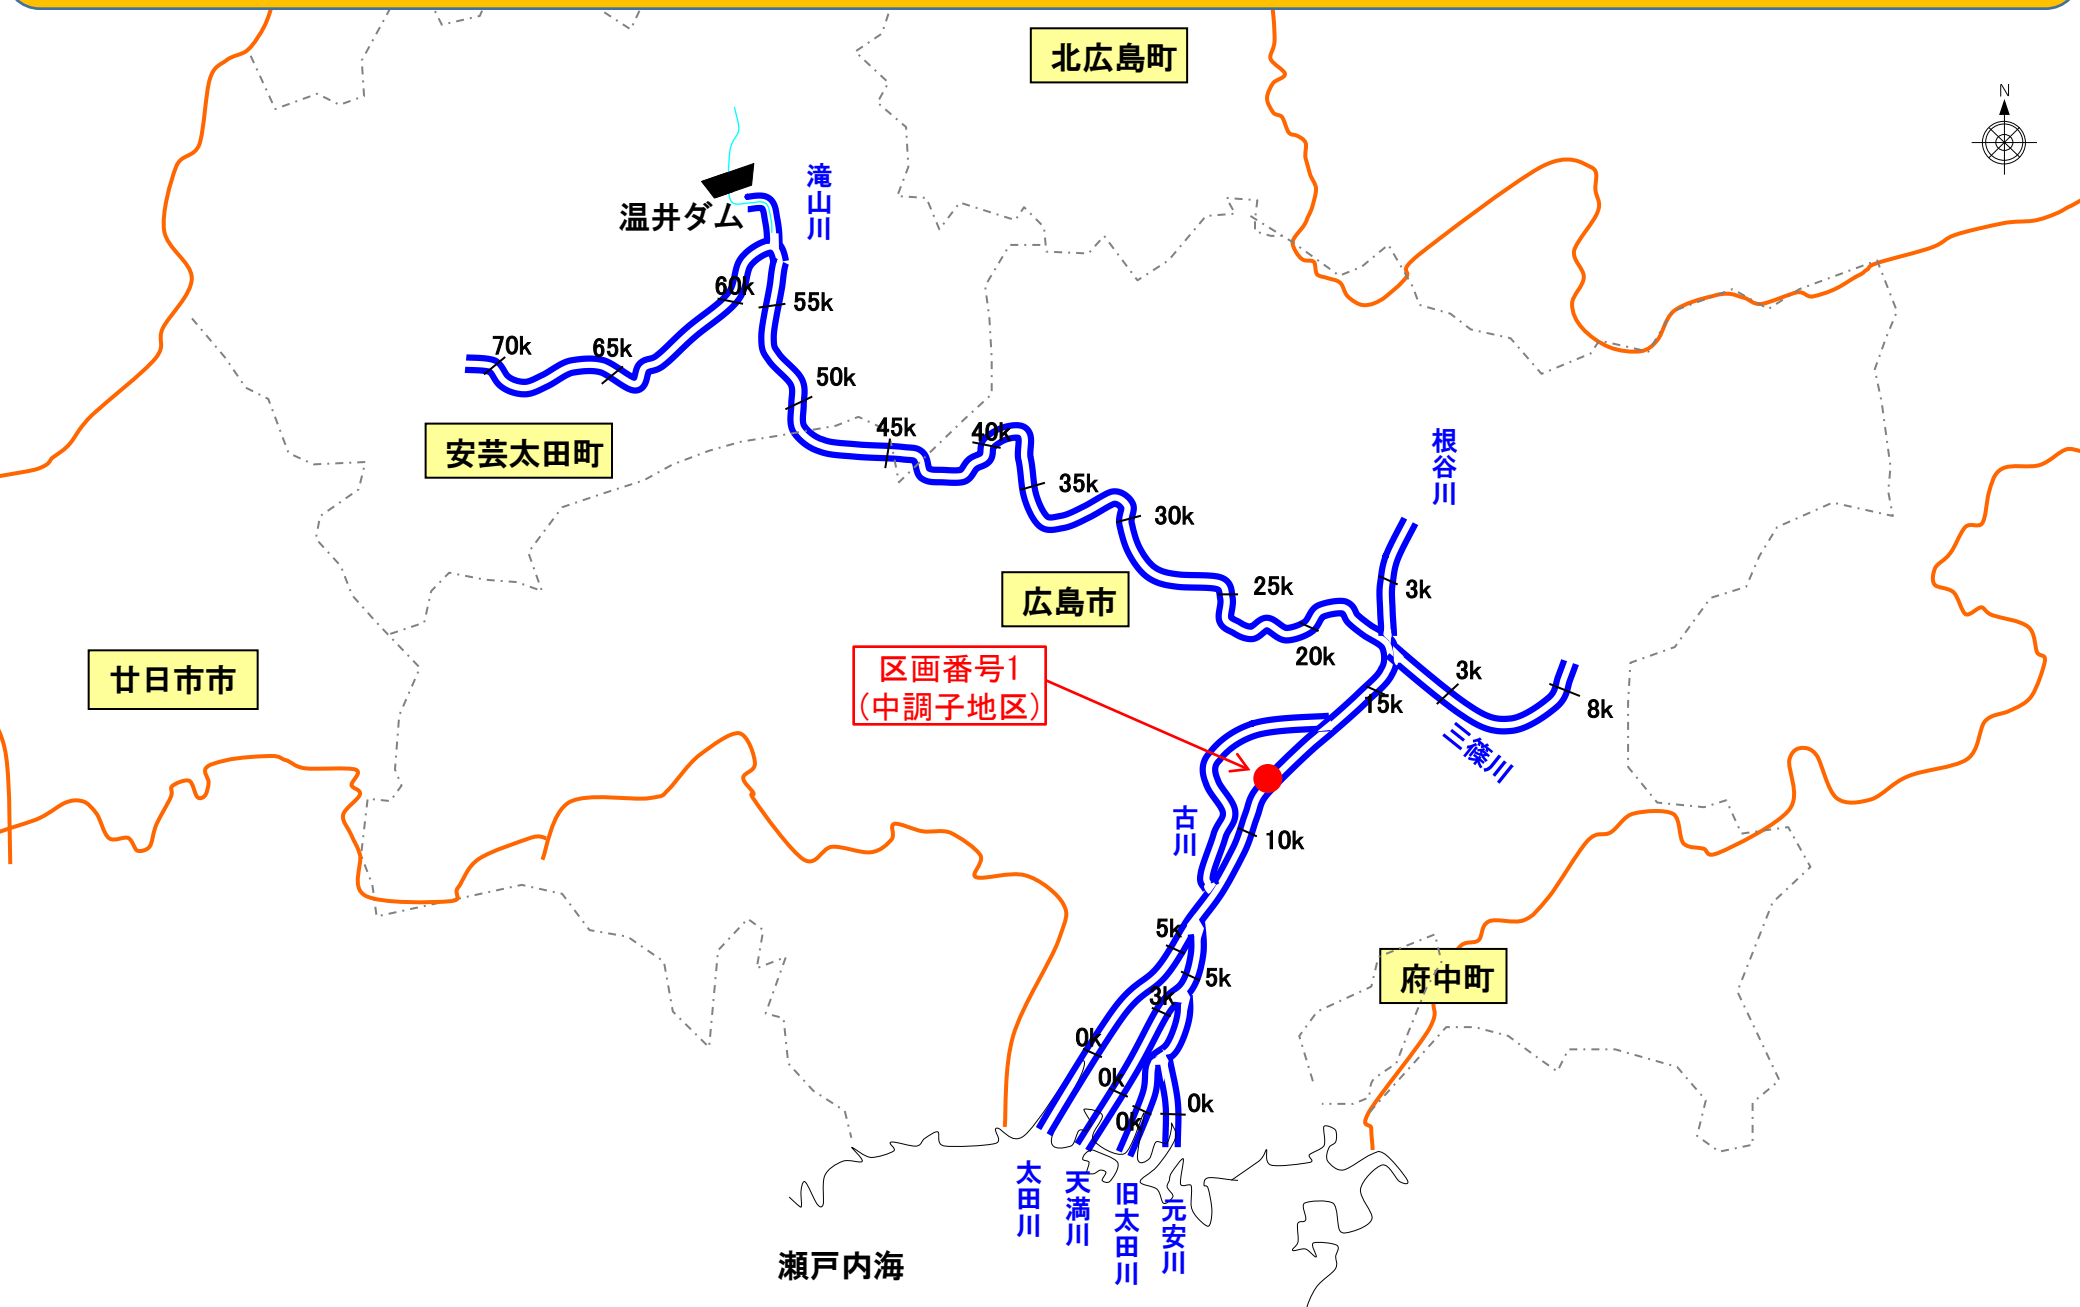 北広島町
N
滝山川
温井ダム
60k
55k
70k
65k
50k
45k
40k
安芸太田町
根谷川
35k
30k
25k
3k
広島市
20k
区画番号1
(中調子地区)
廿日市市
3k
15k
8k
三篠川
古川
10k
5k
5k
府中町
3k
0k
0k
0k
0k
太田川
天満川
旧太田川
元安川
瀬戸内海